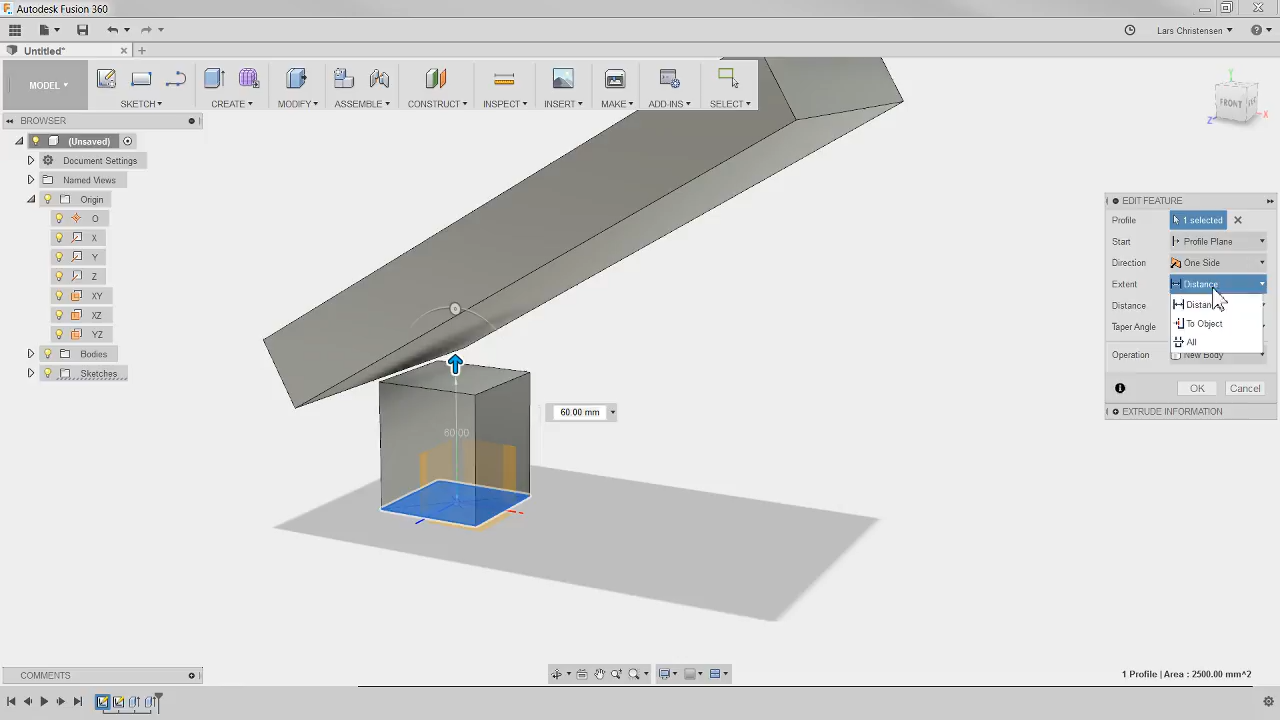 Autodesk Fusion 360
Lars Christensen
Untitled*
MODEL
SKETCH
CREATE
MODIFY
ASSEMBLE
CONSTRUCT
INSPECT
INSERT
MAKE
ADD-INS
SELECT
BROWSER
(Unsaved)
Document Settings
Named Views
Origin
O
X
Y
Z
XY
XZ
YZ
Bodies
Sketches
Y
FRONT
Z
X
EDIT FEATURE
Profile 1 selected
Start Profile Plane
Direction One Side
Extent Distance
Distance
To Object
All
Distance
Taper Angle
Operation New Body
OK Cancel
EXTRUDE INFORMATION
60.00 mm
60.00
COMMENTS
1 Profile | Area : 2500.00 mm^2